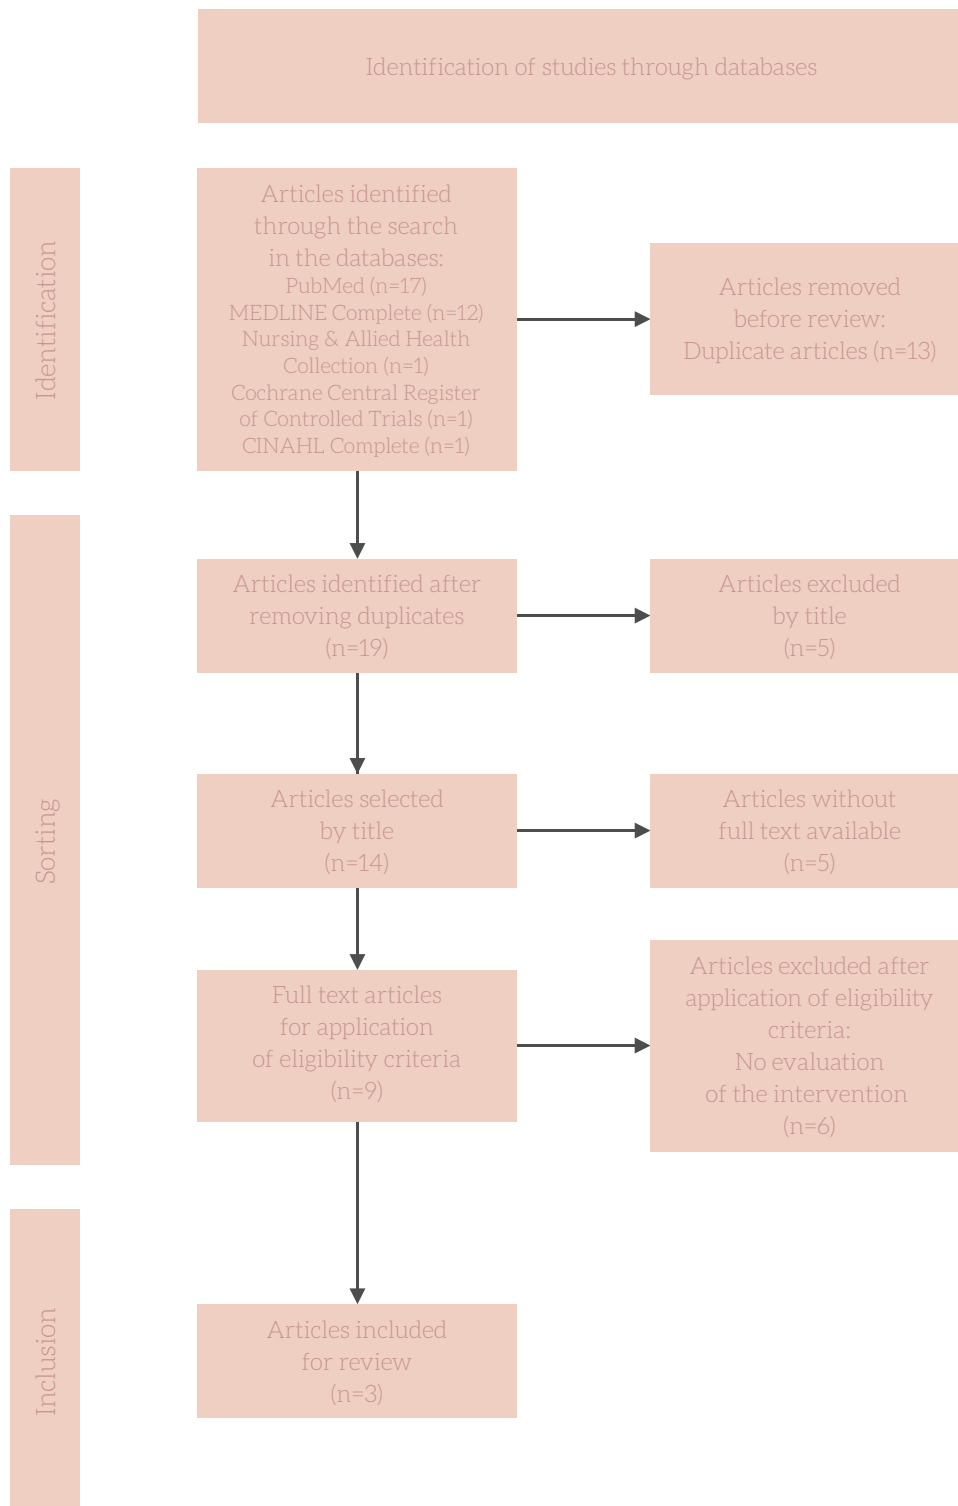 Identification of studies through databases
Identification
Articles identified
through the search
in the databases:
PubMed (n=17)
MEDLINE Complete (n=12)
Nursing & Allied Health
Collection (n=1)
Cochrane Central Register
of Controlled Trials (n=1)
CINAHL Complete (n=1)
Articles removed
before review:
Duplicate articles (n=13)
Sorting
Articles identified after
removing duplicates
(n=19)
Articles excluded
by title
(n=5)
Articles selected
by title
(n=14)
Articles without
full text available
(n=5)
Full text articles
for application
of eligibility criteria
(n=9)
Articles excluded after
application of eligibility
criteria:
No evaluation
of the intervention
(n=6)
Inclusion
Articles included
for review
(n=3)